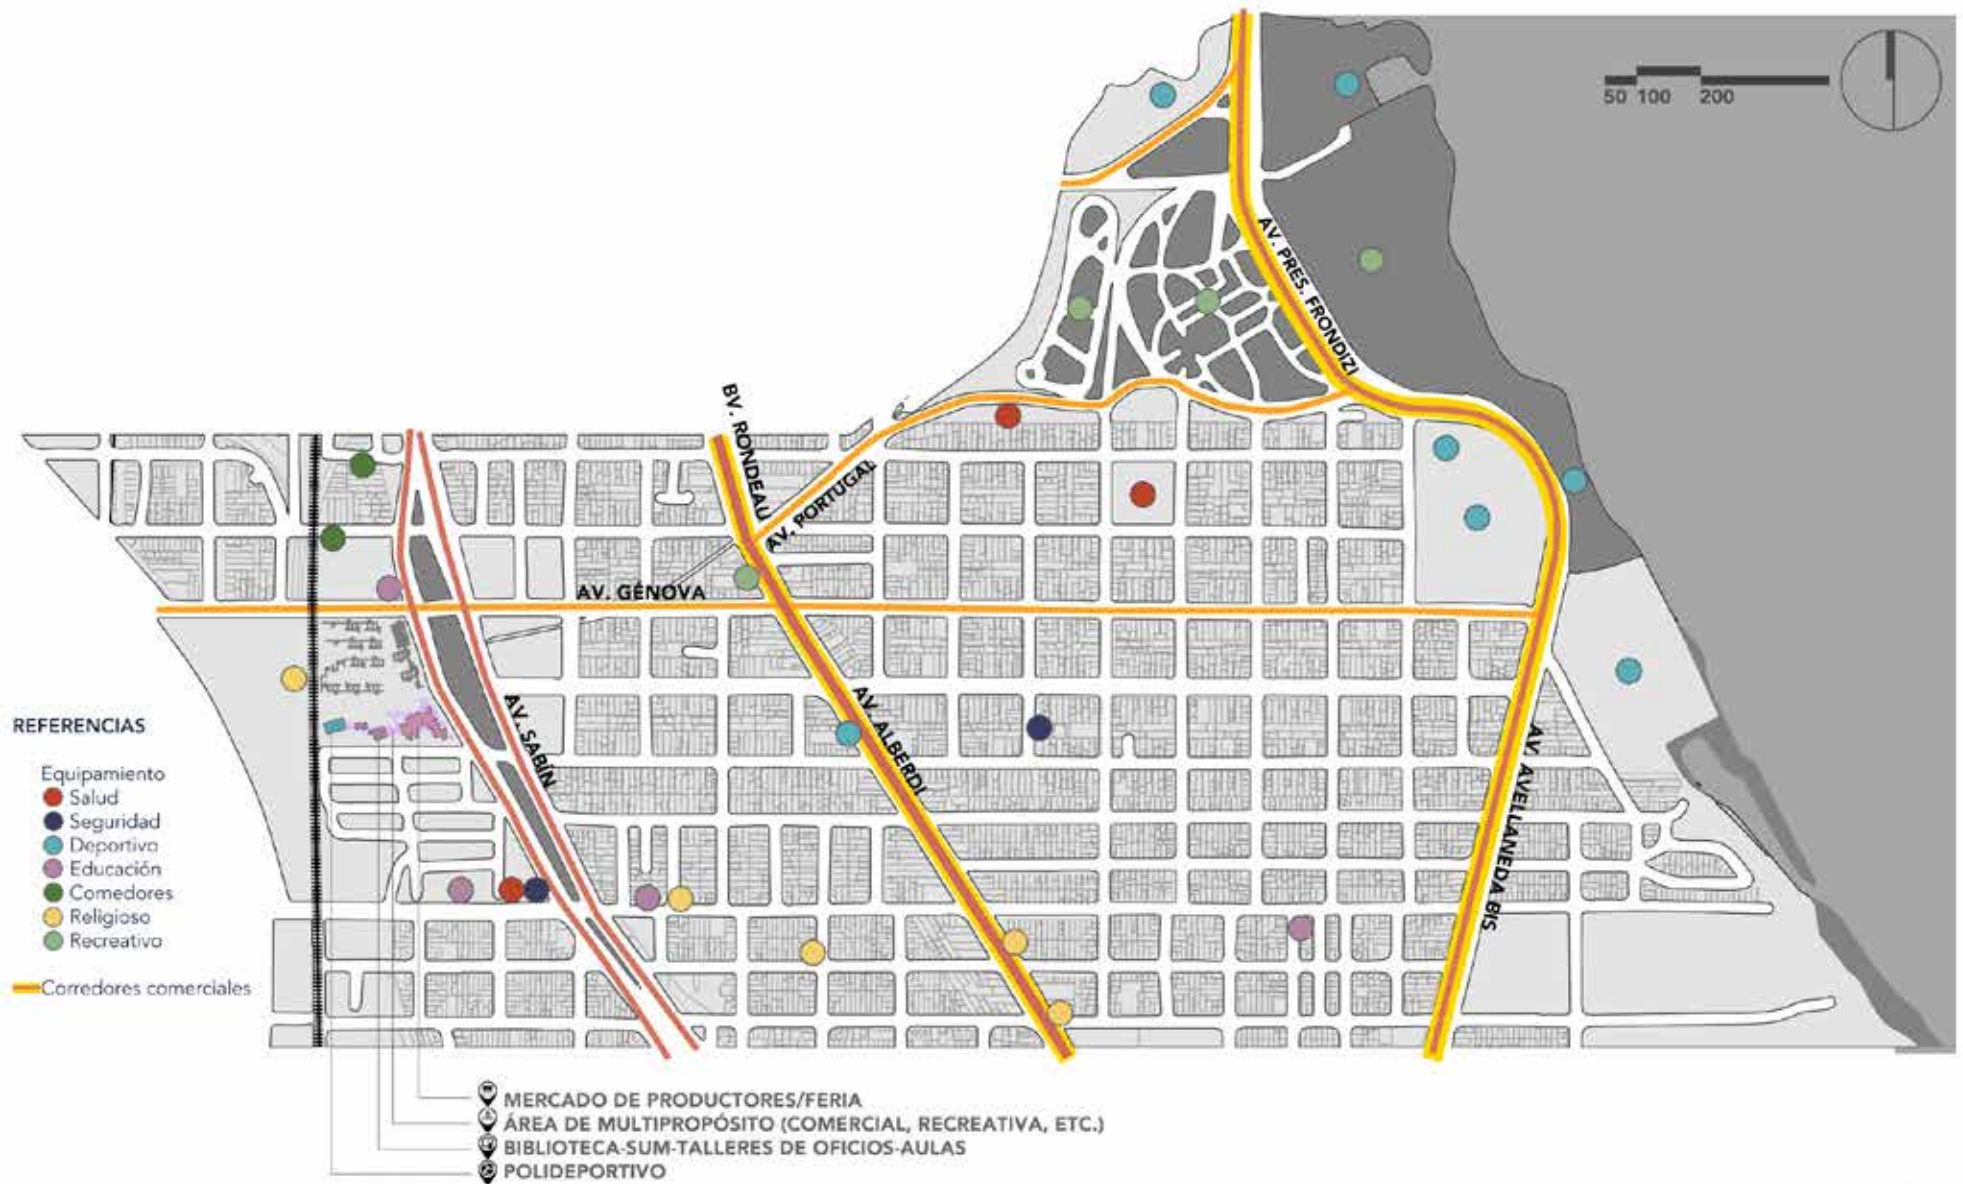 50 100 200
AV. PRES. FRONDIZI
BV. RONDEAU
AV. PORTUGAL
AV. GÉNOVA
AV. SABÍN
AV. ALBERDI
AV. AVELLANEDA BIS
REFERENCIAS
Equipamiento
Salud
Seguridad
Deportivo
Educación
Comedores
Religioso
Recreativo
Corredores comerciales
MERCADO DE PRODUCTORES/FERIA
ÁREA DE MULTIPROPÓSITO (COMERCIAL, RECREATIVA, ETC.)
BIBLIOTECA-SUM-TALLERES DE OFICIOS-AULAS
POLIDEPORTIVO